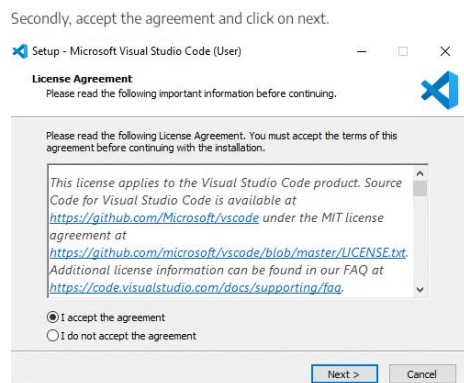 Secondly, accept the agreement and click on next.
Setup - Microsoft Visual Studio Code (User)
License Agreement
Please read the following important information before continuing.
Please read the following License Agreement. You must accept the terms of this
agreement before continuing with the installation.
This license applies to the Visual Studio Code product. Source
Code for Visual Studio Code is available at
https://github.com/Microsoft/vscode under the MIT license
agreement at
https://github.com/microsoft/vscode/blob/master/LICENSE.txt.
Additional license information can be found in our FAQ at
https://code.visualstudio.com/docs/supporting/faq.
I accept the agreement
I do not accept the agreement
Next >
Cancel